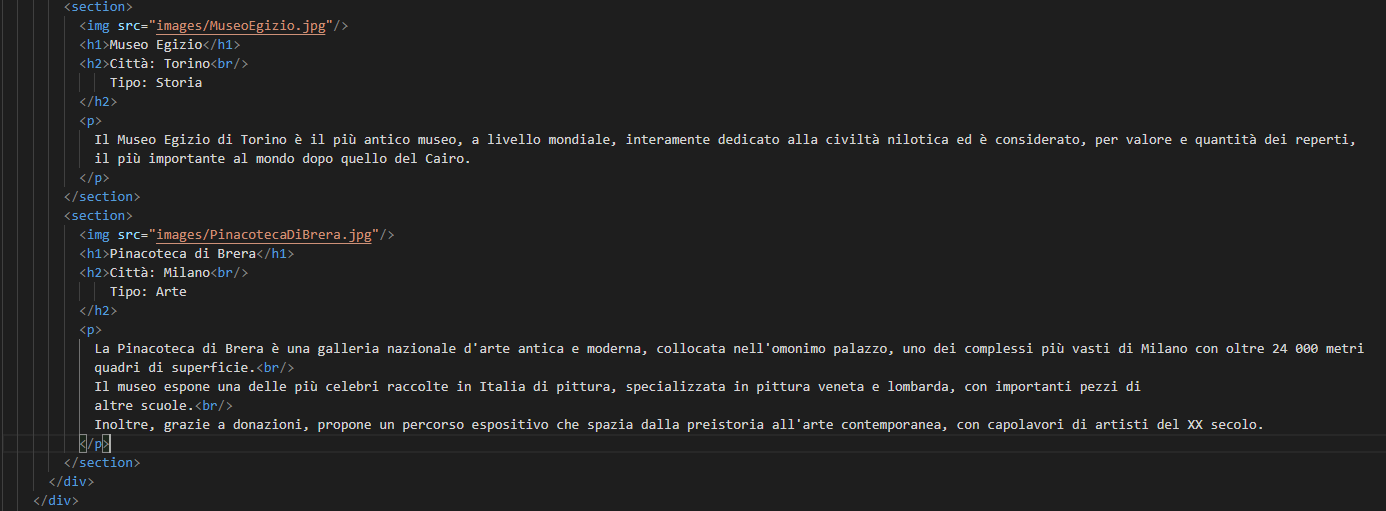 <section>
<img src="images/MuseoEgizio.jpg"/>
<h1>Museo Egizio</h1>
<h2>Città: Torino<br/>
Tipo: Storia
</h2>
<p>
Il Museo Egizio di Torino è il più antico museo, a livello mondiale, interamente dedicato alla civiltà nilotica ed è considerato, per valore e quantità dei reperti,
il più importante al mondo dopo quello del Cairo.
</p>
</section>
<section>
<img src="images/PinacotecaDiBrera.jpg"/>
<h1>Pinacoteca di Brera</h1>
<h2>Città: Milano<br/>
Tipo: Arte
</h2>
<p>
La Pinacoteca di Brera è una galleria nazionale d'arte antica e moderna, collocata nell'omonimo palazzo, uno dei complessi più vasti di Milano con oltre 24 000 metri
quadri di superficie.<br/>
Il museo espone una delle più celebri raccolte in Italia di pittura, specializzata in pittura veneta e lombarda, con importanti pezzi di
altre scuole.<br/>
Inoltre, grazie a donazioni, propone un percorso espositivo che spazia dalla preistoria all'arte contemporanea, con capolavori di artisti del XX secolo.
</p>
</section>
</div>
</div>